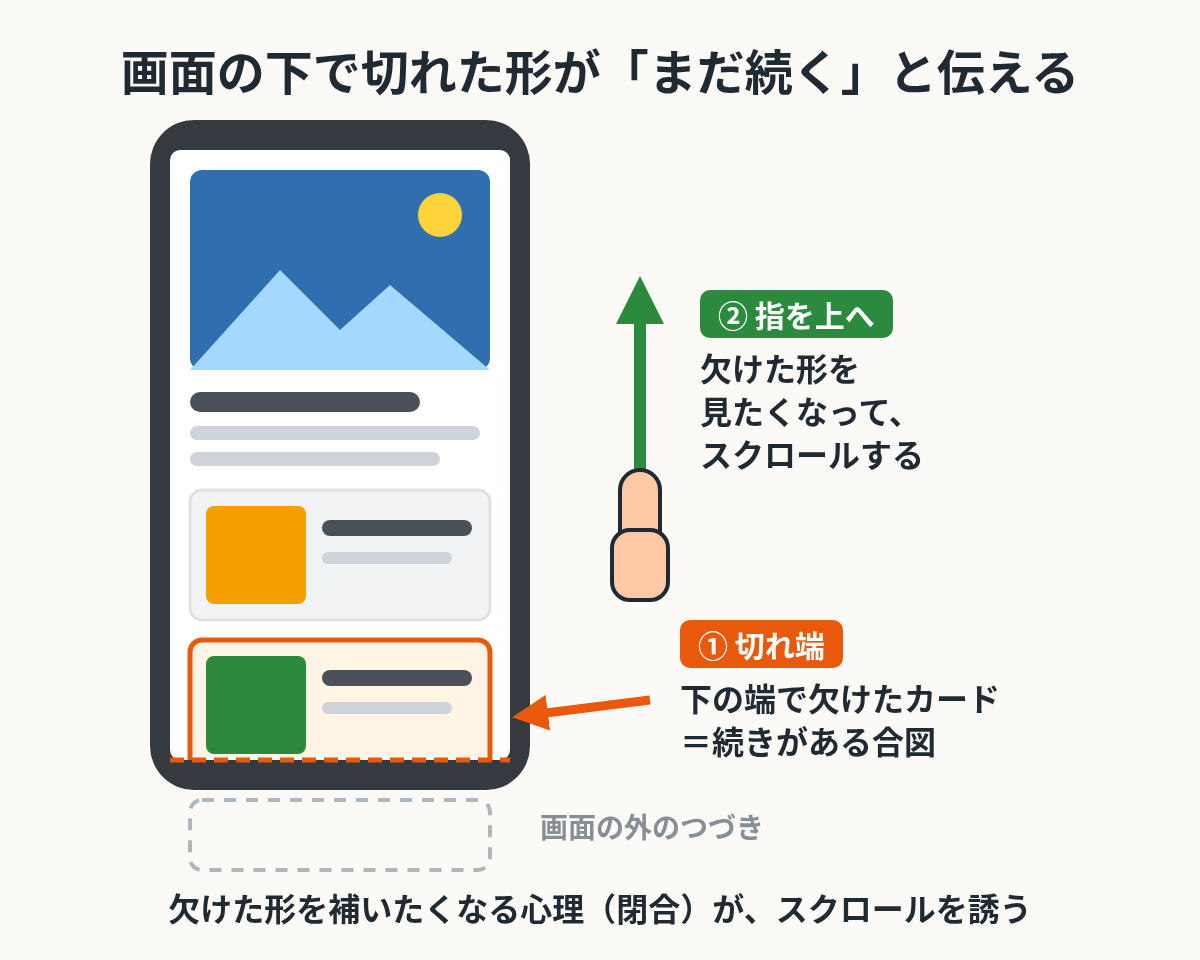 画面の下で切れた形が「まだ続く」と伝える
② 指を上へ
欠けた形を
見たくなって、
スクロールする
① 切れ端
下の端で欠けたカード
＝続きがある合図
画面の外のつづき
欠けた形を補いたくなる心理（閉合）が、スクロールを誘う